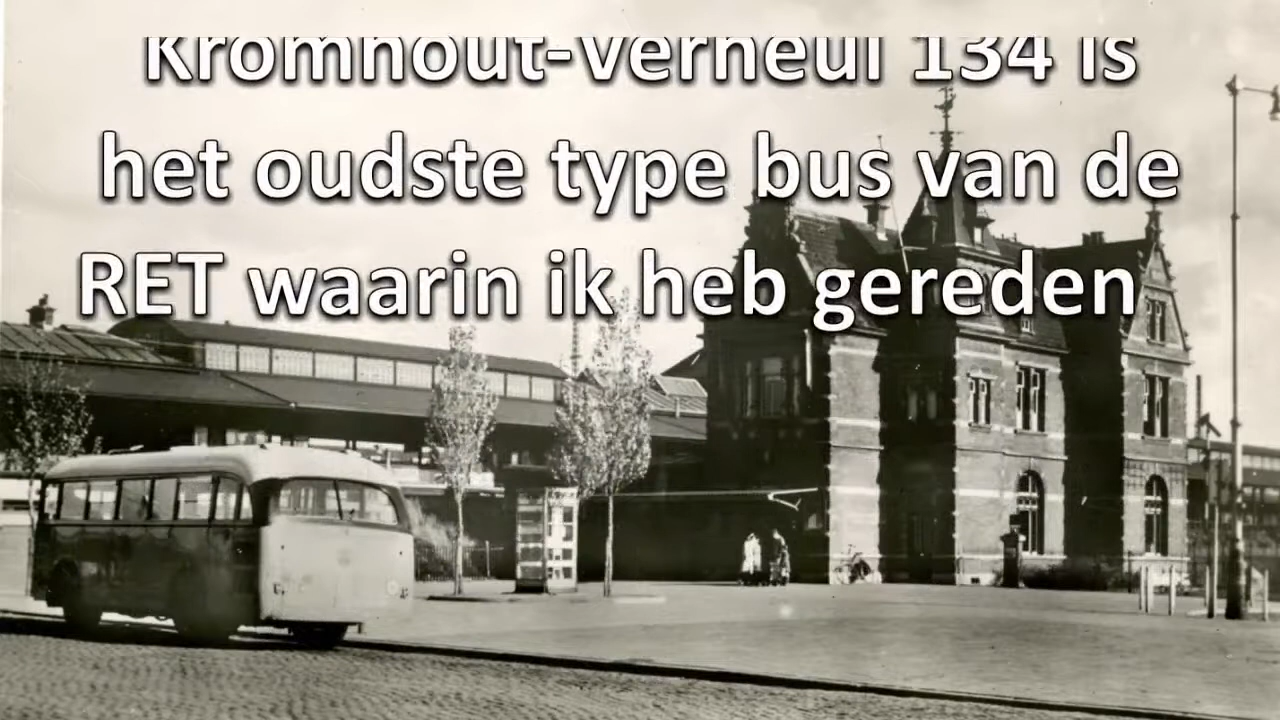 Kromhout-Verheul 134 is
het oudste type bus van de
RET waarin ik heb gereden